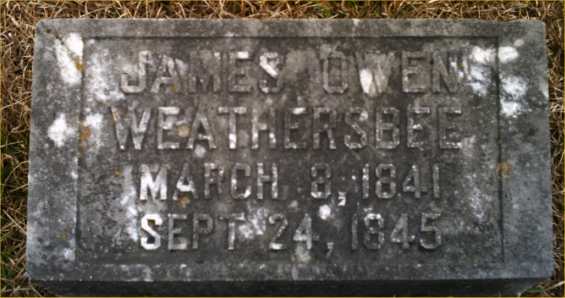 JAMES OWEN
WEATHERSBEE
MARCH 8, 1841
SEPT 24, 1845